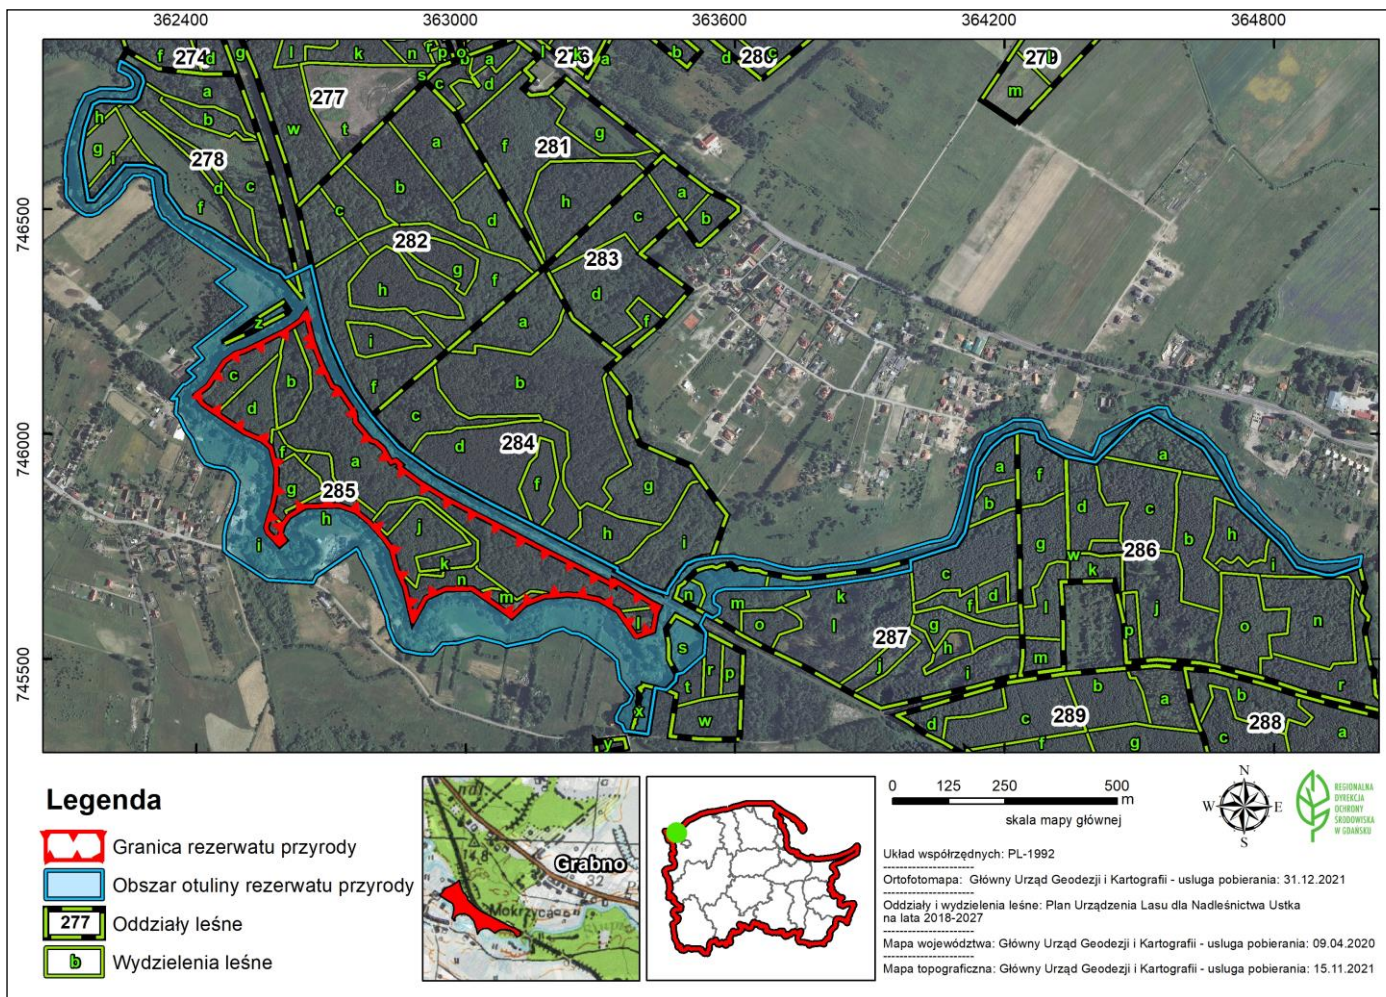 362400 363000 363600 364200 364800
746500
746000
745500
274
277
278
276
280
279
281
282
283
284
285
286
287
289
288
Legenda
Granica rezerwatu przyrody
Obszar otuliny rezerwatu przyrody
277 Oddziały leśne
b Wydzielenia leśne
Grabno
Mokrzyca
32
0 125 250 500
m
skala mapy głównej
N
W E
S
REGIONALNA
DYREKCJA
OCHRONY
ŚRODOWISKA
W GDAŃSKU
Układ współrzędnych: PL-1992
-----------------------
Ortofotomapa: Główny Urząd Geodezji i Kartografii - usluga pobierania: 31.12.2021
-----------------------
Oddziały i wydzielenia leśne: Plan Urządzenia Lasu dla Nadleśnictwa Ustka
na lata 2018-2027
-----------------------
Mapa województwa: Główny Urząd Geodezji i Kartografii - usluga pobierania: 09.04.2020
-----------------------
Mapa topograficzna: Główny Urząd Geodezji i Kartografii - usluga pobierania: 15.11.2021